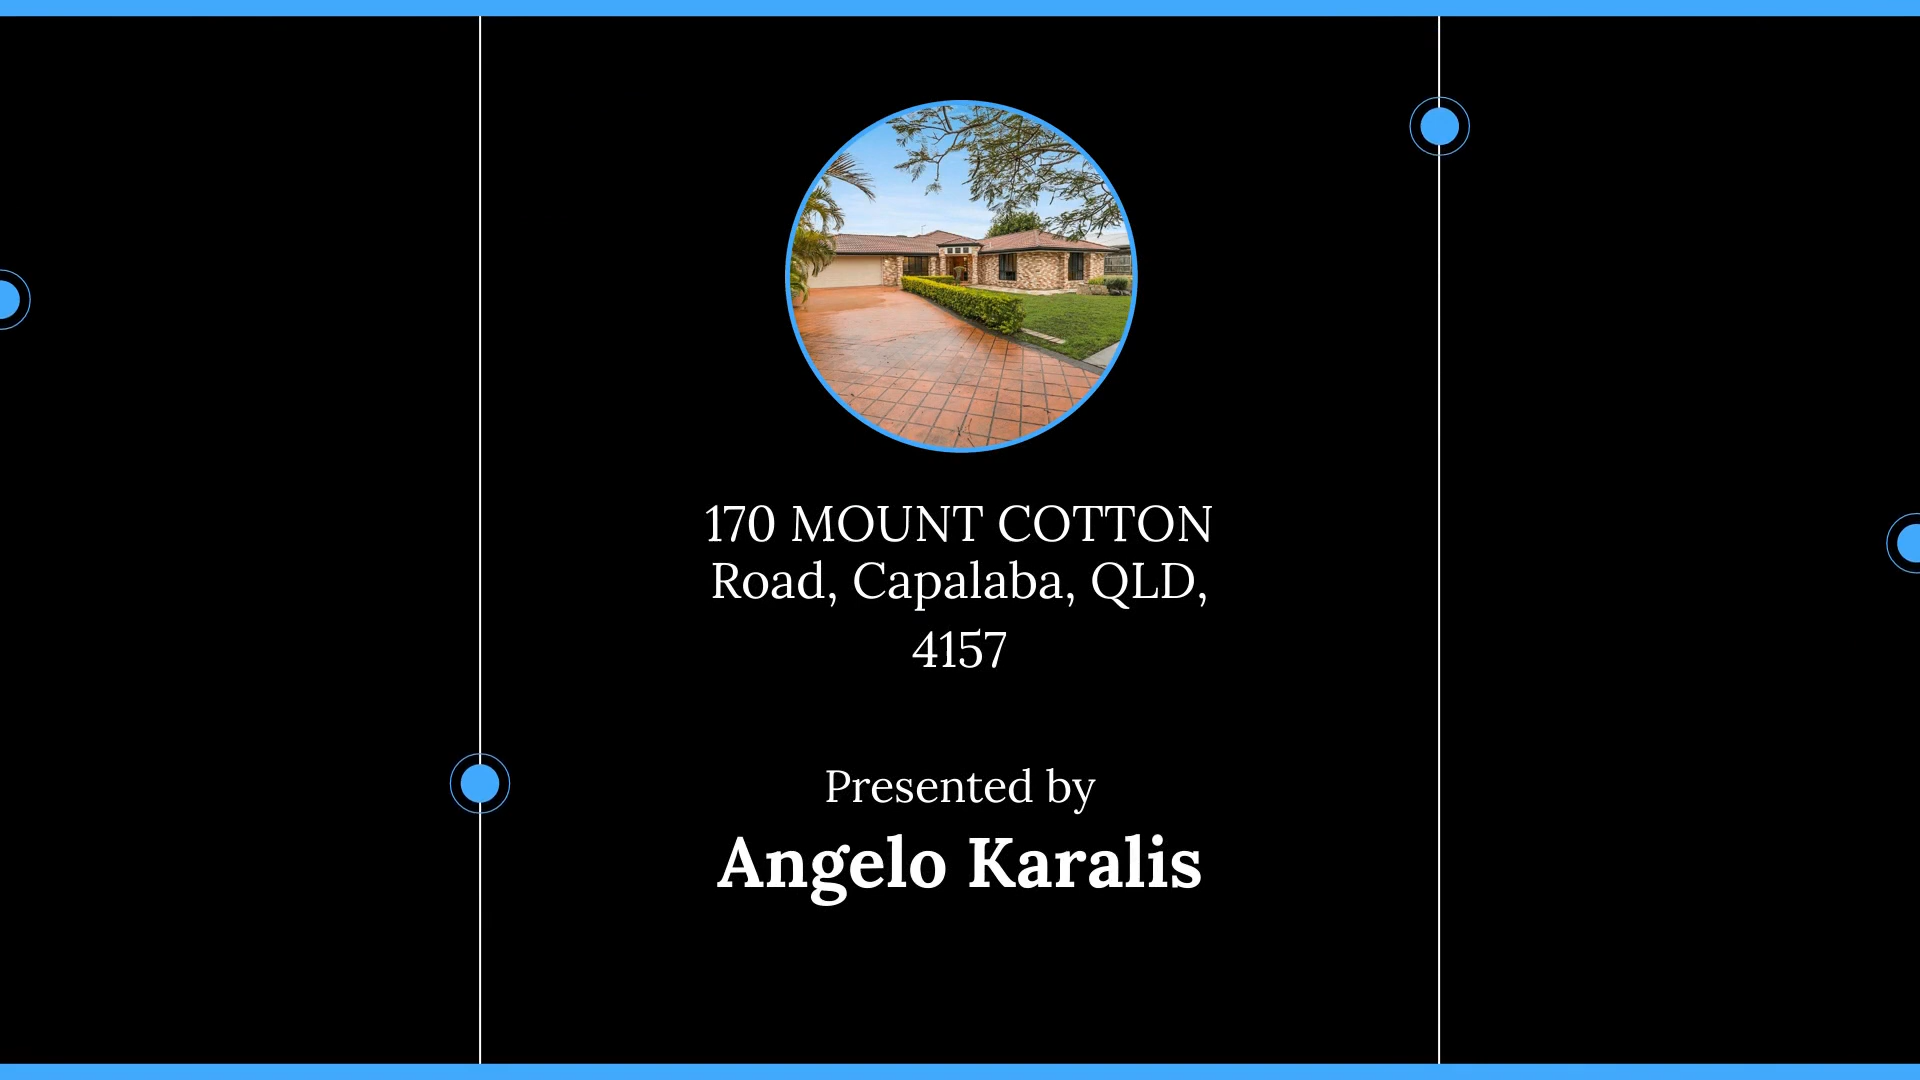 170 MOUNT COTTON
Road, Capalaba, QLD,
4157
Presented by
Angelo Karalis